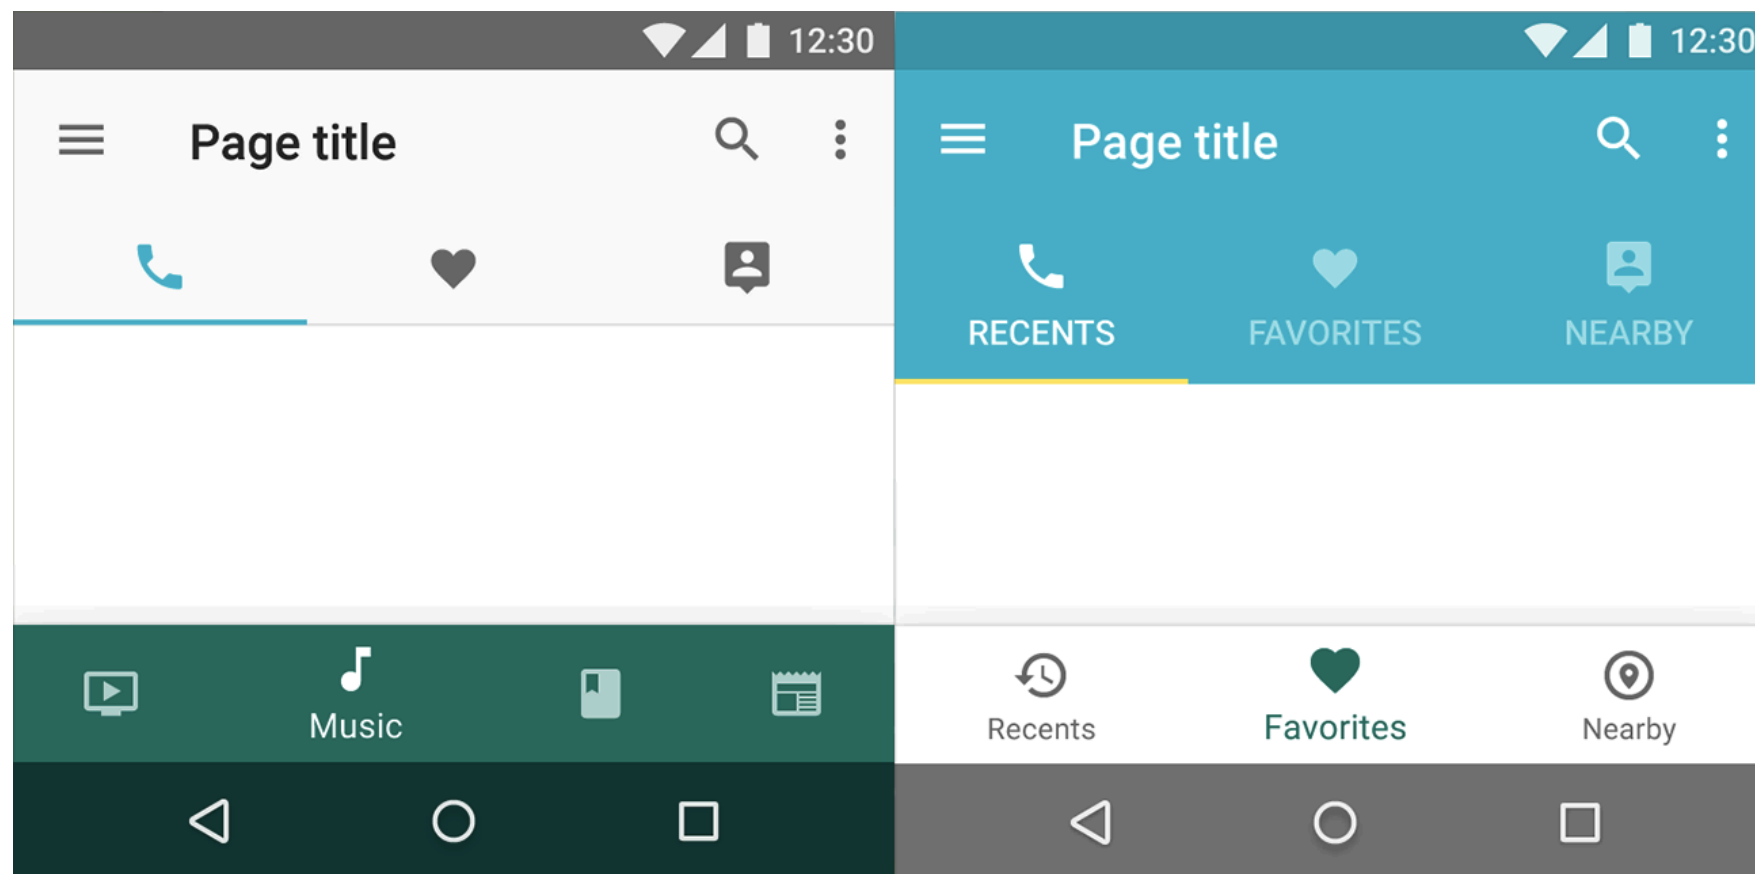 12:30
Page title
Music
12:30
Page title
RECENTS FAVORITES NEARBY
Recents Favorites Nearby